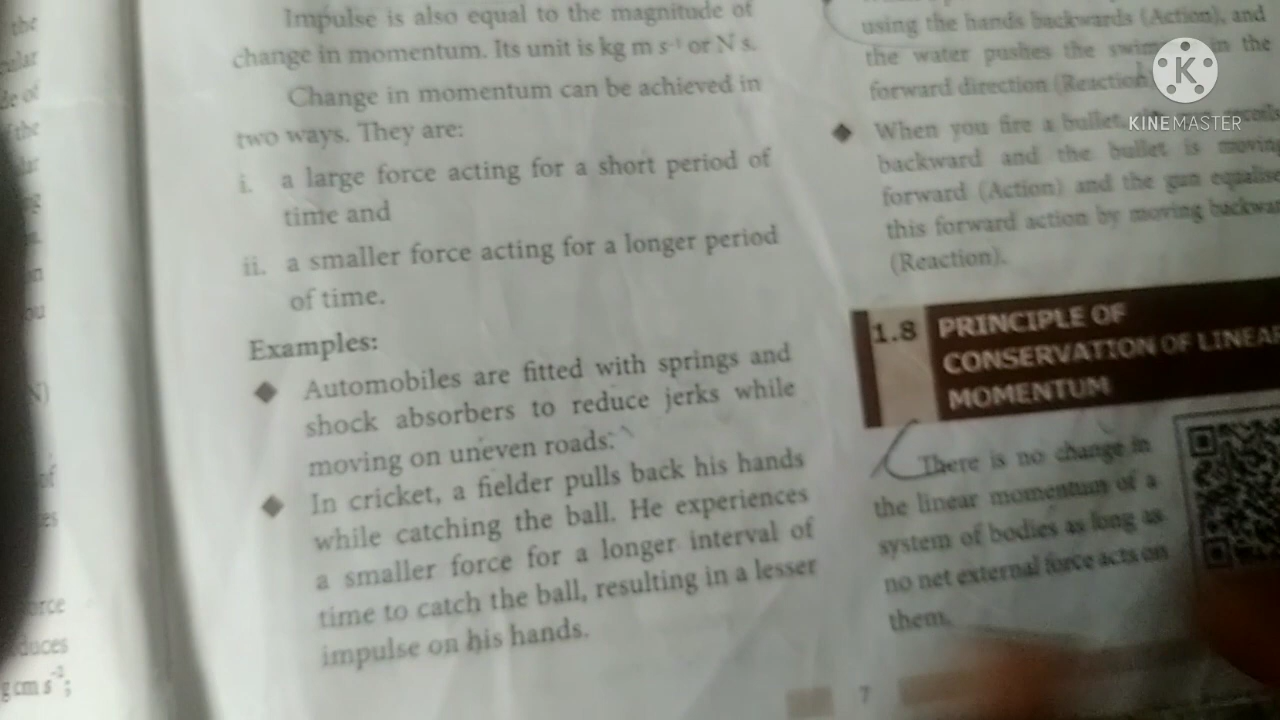 the
de of
the
Impulse is also equal to the magnitude of
change in momentum. Its unit is kg m s⁻¹ or N s.
Change in momentum can be achieved in
two ways. They are:
i. a large force acting for a short period of
time and
ii. a smaller force acting for a longer period
of time.
Examples:
◆ Automobiles are fitted with springs and
shock absorbers to reduce jerks while
moving on uneven roads.
◆ In cricket, a fielder pulls back his hands
while catching the ball. He experiences
a smaller force for a longer interval of
time to catch the ball, resulting in a lesser
impulse on his hands.
using the hands backwards (Action), and
the water pushes the in the
forward direction (Reaction
◆ When you fire a bullet,
backward and the bullet is moving
forward (Action) and the gun equalise
this forward action by moving backwar
(Reaction).
1.8 PRINCIPLE OF
CONSERVATION OF LINEAR
MOMENTUM
There is no change in
the linear momentum of a
system of bodies as long as
no net external force acts on
them.
7
KINEMASTER